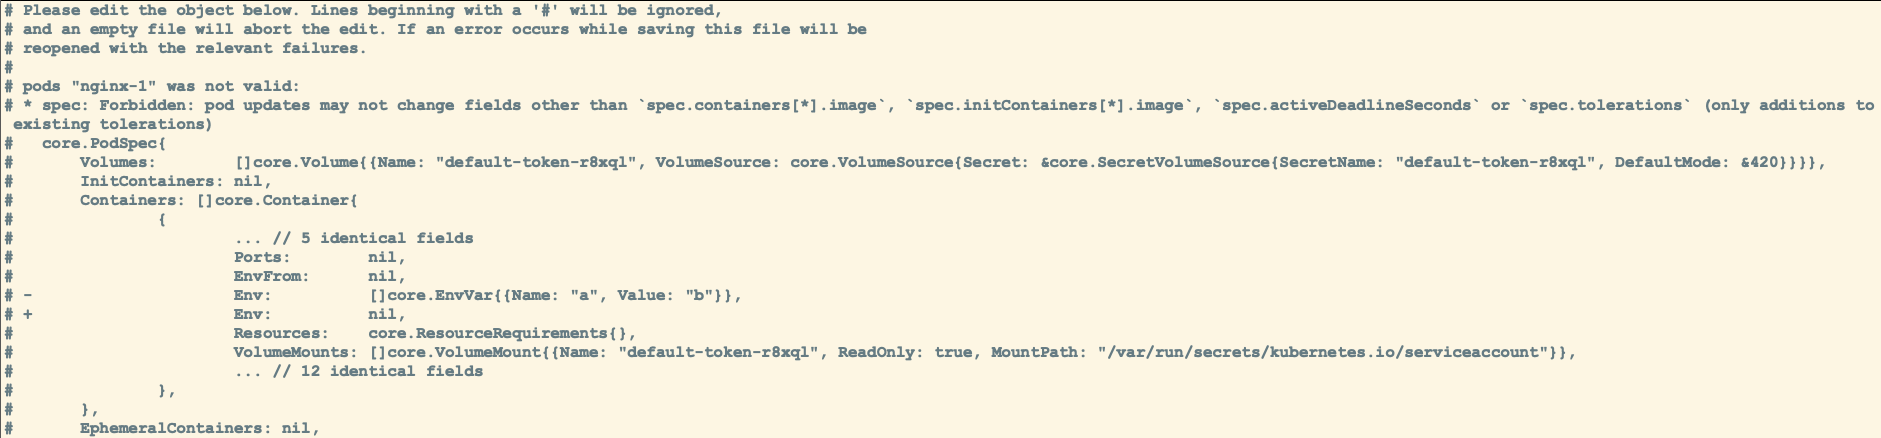 # Please edit the object below. Lines beginning with a '#' will be ignored,
# and an empty file will abort the edit. If an error occurs while saving this file will be
# reopened with the relevant failures.
#
# pods "nginx-1" was not valid:
# * spec: Forbidden: pod updates may not change fields other than `spec.containers[*].image`, `spec.initContainers[*].image`, `spec.activeDeadlineSeconds` or `spec.tolerations` (only additions to
existing tolerations)
#   core.PodSpec{
#       Volumes:        []core.Volume{{Name: "default-token-r8xql", VolumeSource: core.VolumeSource{Secret: &core.SecretVolumeSource{SecretName: "default-token-r8xql", DefaultMode: &420}}}},
#       InitContainers: nil,
#       Containers: []core.Container{
#               {
#                       ... // 5 identical fields
#                       Ports:        nil,
#                       EnvFrom:      nil,
# -                     Env:          []core.EnvVar{{Name: "a", Value: "b"}},
# +                     Env:          nil,
#                       Resources:    core.ResourceRequirements{},
#                       VolumeMounts: []core.VolumeMount{{Name: "default-token-r8xql", ReadOnly: true, MountPath: "/var/run/secrets/kubernetes.io/serviceaccount"}},
#                       ... // 12 identical fields
#               },
#       },
#       EphemeralContainers: nil,